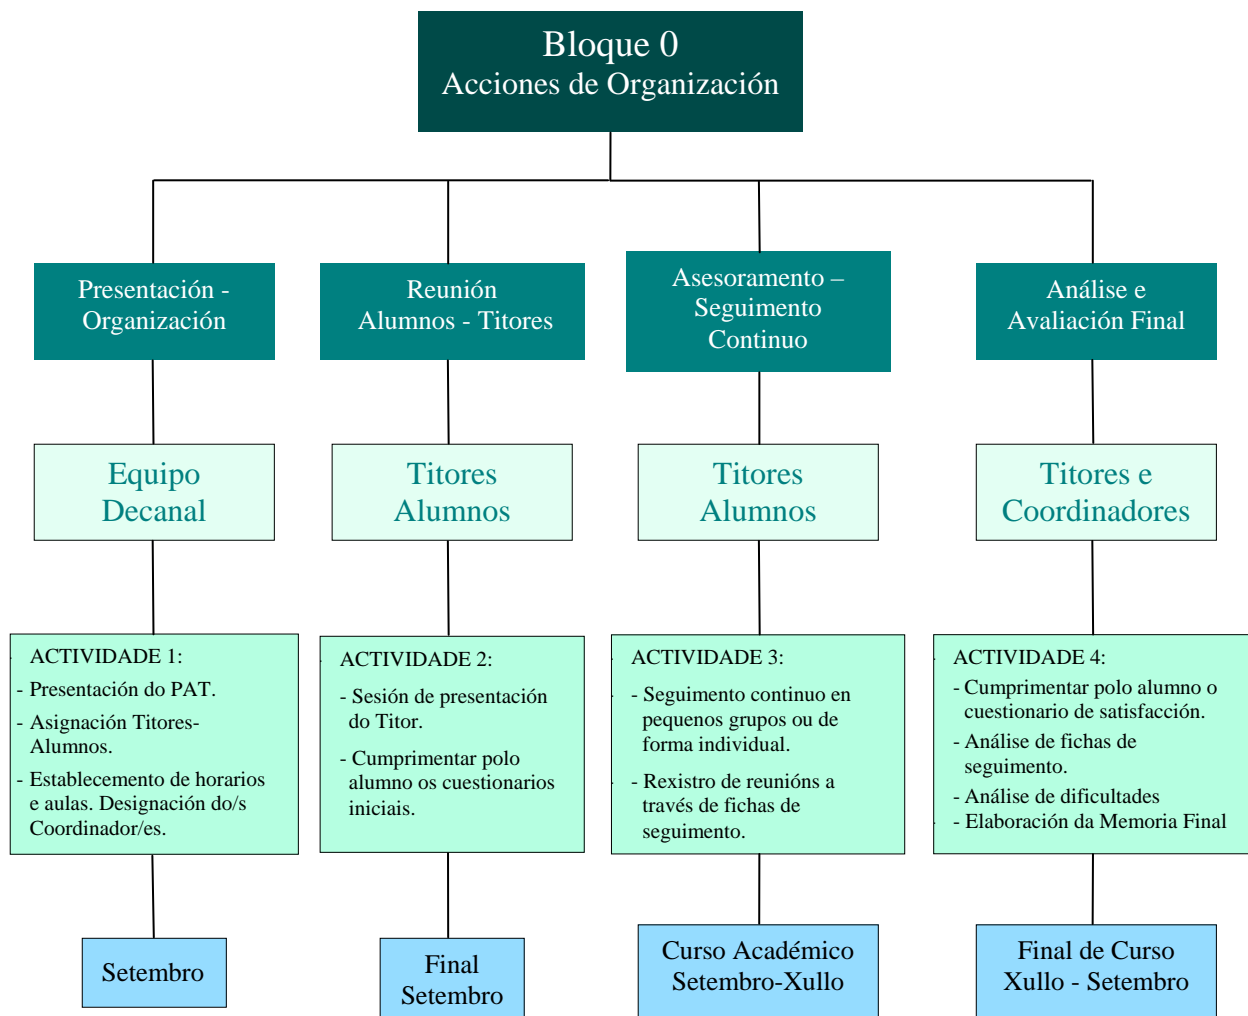 Bloque 0
Acciones de Organización
Presentación -
Organización
Reunión
Alumnos - Titores
Asesoramento –
Seguimento
Continuo
Análise e
Avaliación Final
Equipo
Decanal
Titores
Alumnos
Titores
Alumnos
Titores e
Coordinadores
ACTIVIDADE 1:
- Presentación do PAT.
- Asignación Titores-
Alumnos.
- Establecemento de horarios
e aulas. Designación do/s
Coordinador/es.
ACTIVIDADE 2:
- Sesión de presentación
do Titor.
- Cumprimentar polo
alumno os cuestionarios
iniciais.
ACTIVIDADE 3:
- Seguimento continuo en
pequenos grupos ou de
forma individual.
- Rexistro de reunións a
través de fichas de
seguimento.
ACTIVIDADE 4:
- Cumprimentar polo alumno o
cuestionario de satisfacción.
- Análise de fichas de
seguimento.
- Análise de dificultades
- Elaboración da Memoria Final
Setembro
Final
Setembro
Curso Académico
Setembro-Xullo
Final de Curso
Xullo - Setembro